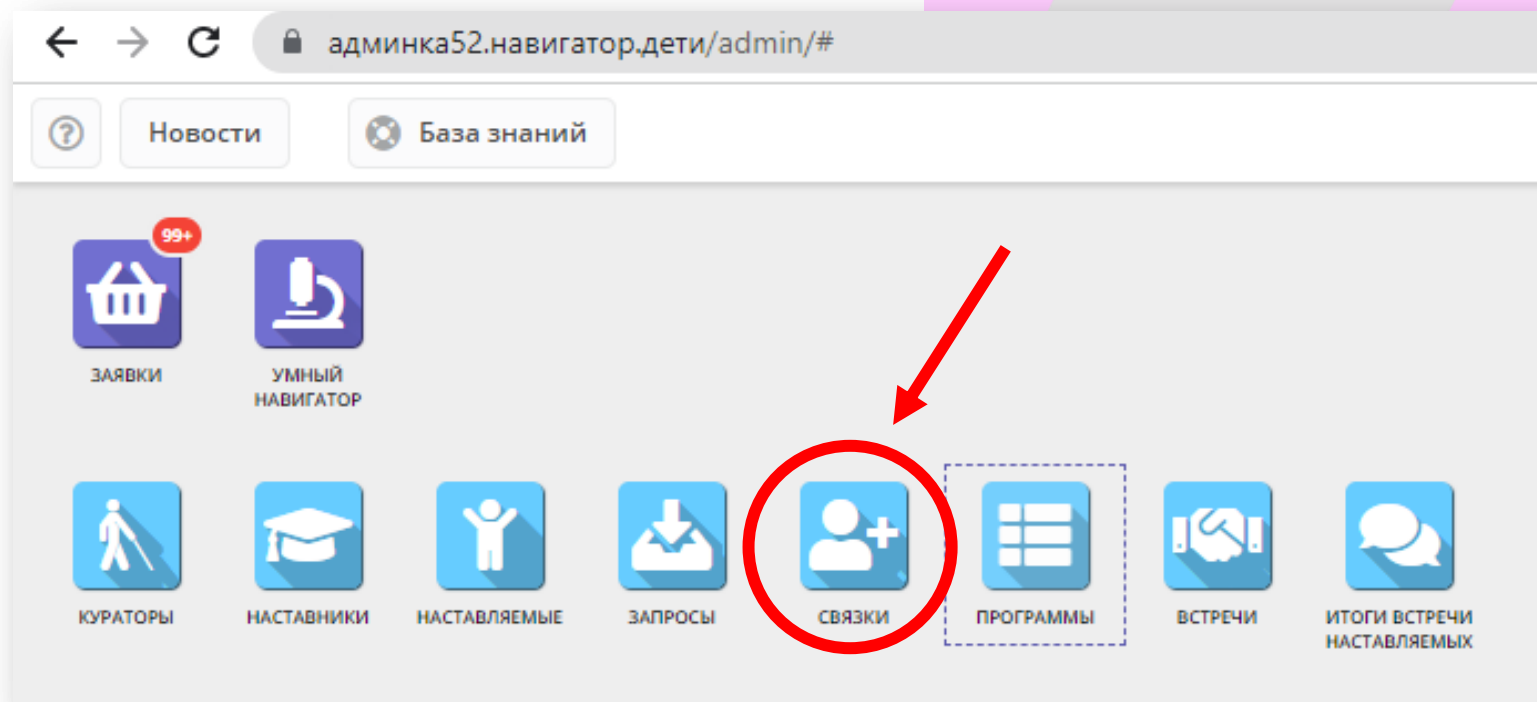 админка52.навигатор.дети/admin/#
?
Новости
База знаний
99+
ЗАЯВКИ
УМНЫЙ
НАВИГАТОР
КУРАТОРЫ
НАСТАВНИКИ
НАСТАВЛЯЕМЫЕ
ЗАПРОСЫ
СВЯЗКИ
ПРОГРАММЫ
ВСТРЕЧИ
ИТОГИ ВСТРЕЧИ
НАСТАВЛЯЕМЫХ